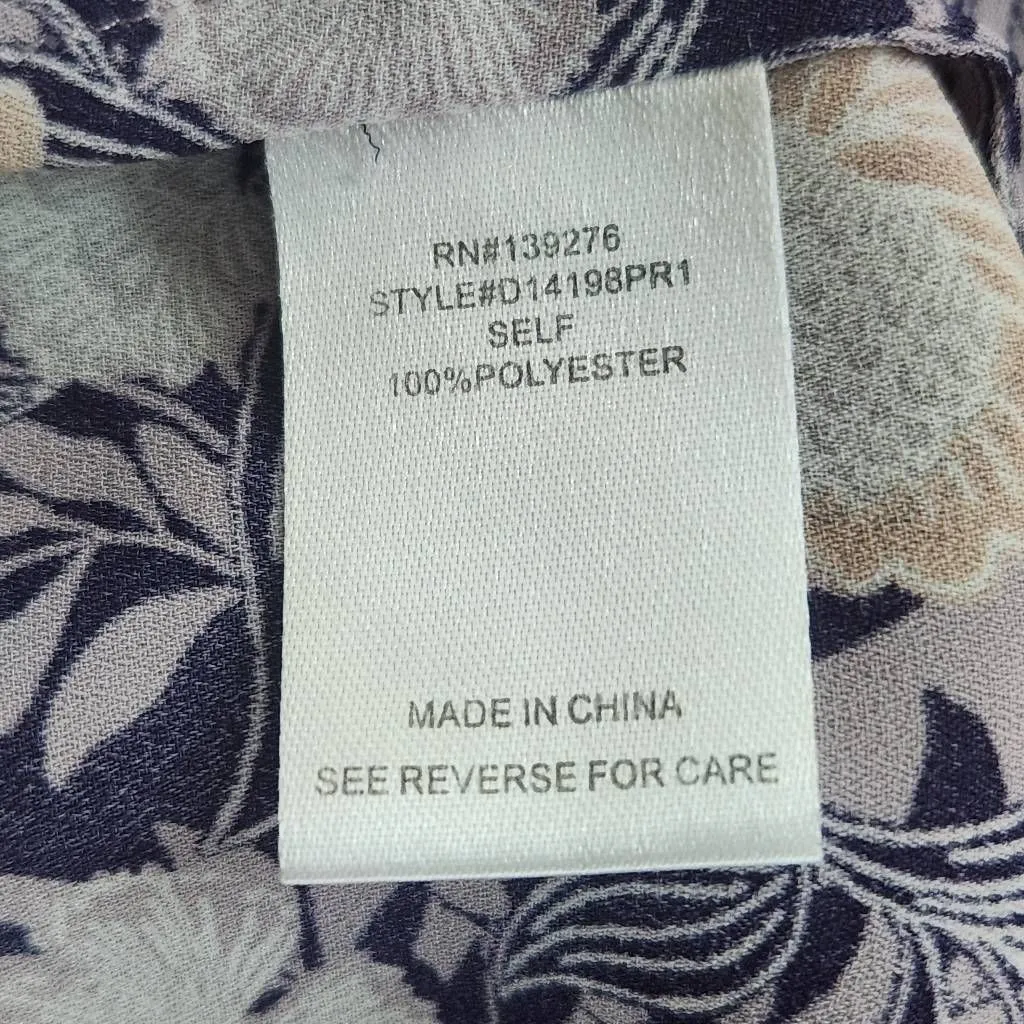 RN#139276
STYLE#D14198PR1
SELF
100%POLYESTER
MADE IN CHINA
SEE REVERSE FOR CARE